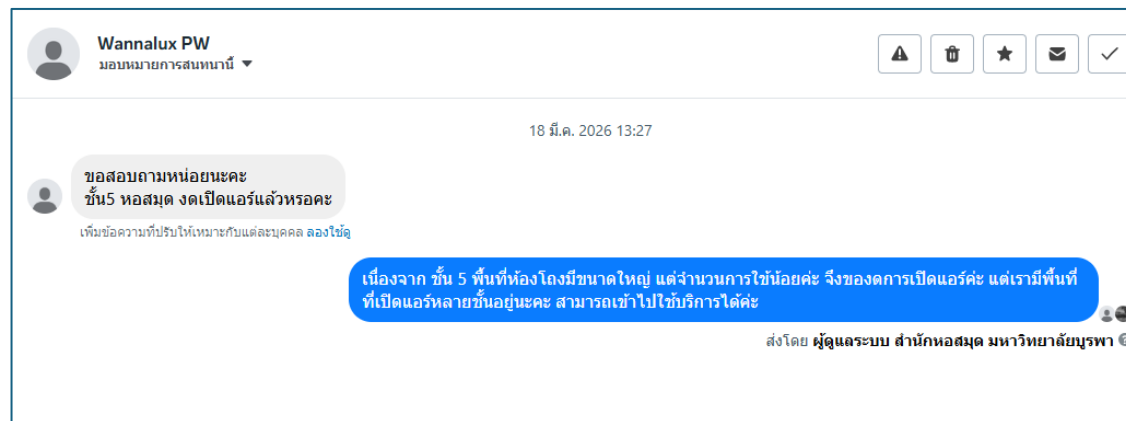 Wannalux PW
มอบหมายการสนทนานี้
18 มี.ค. 2026 13:27
ขอสอบถามหน่อยนะคะ
ชั้น5 หอสมุด งดเปิดแอร์แล้วหรอคะ
เพิ่มข้อความที่ปรับให้เหมาะกับแต่ละบุคคล ลองใช้ดู
เนื่องจาก ชั้น 5 พื้นที่ห้องโถงมีขนาดใหญ่ แต่จำนวนการใช้น้อยค่ะ จึงของดการเปิดแอร์ค่ะ แต่เรามีพื้นที่
ที่เปิดแอร์หลายชั้นอยู่นะคะ สามารถเข้าไปใช้บริการได้ค่ะ
ส่งโดย ผู้ดูแลระบบ สำนักหอสมุด มหาวิทยาลัยบูรพา